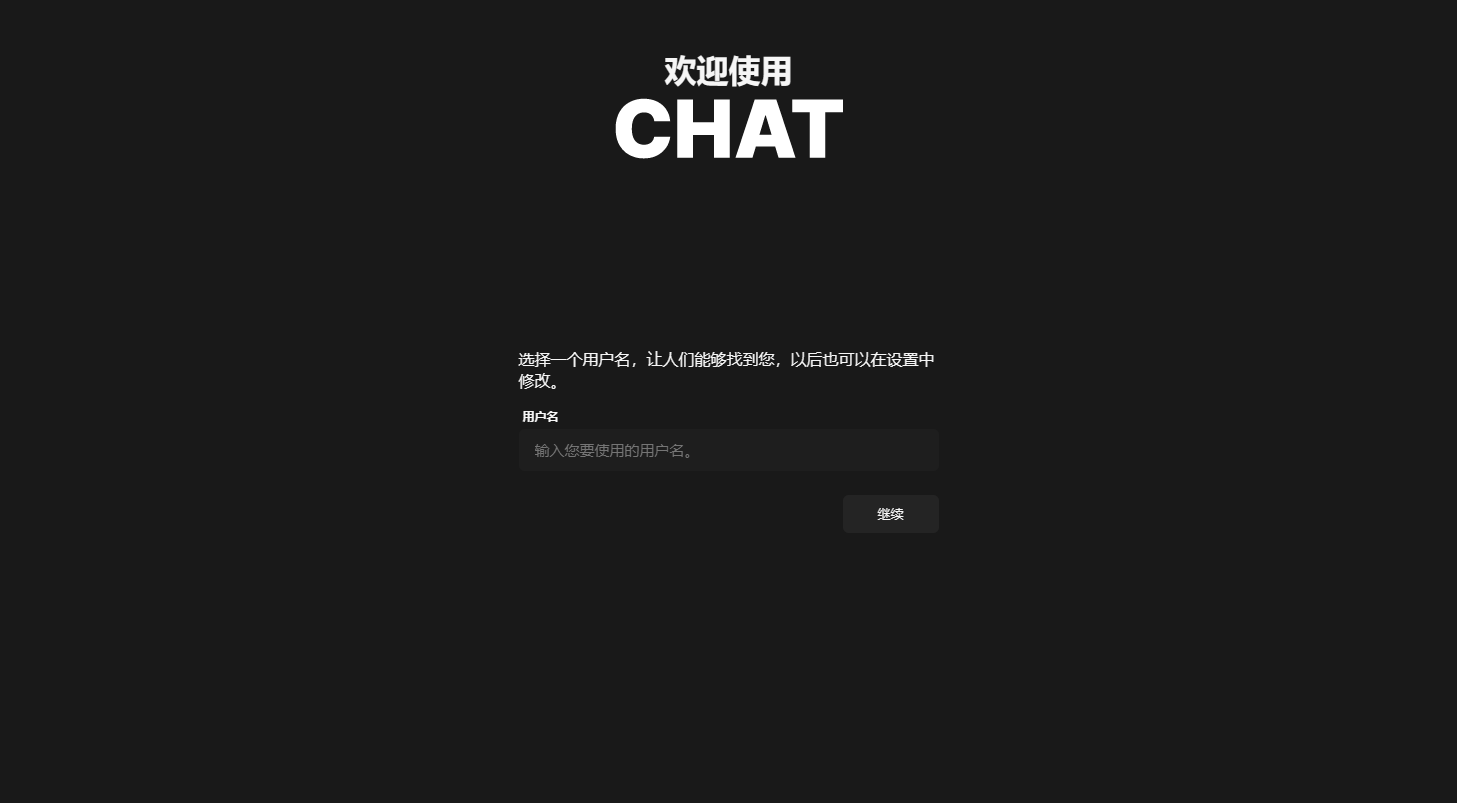 欢迎使用
CHAT
选择一个用户名，让人们能够找到您，以后也可以在设置中
修改。
用户名
输入您要使用的用户名。
继续